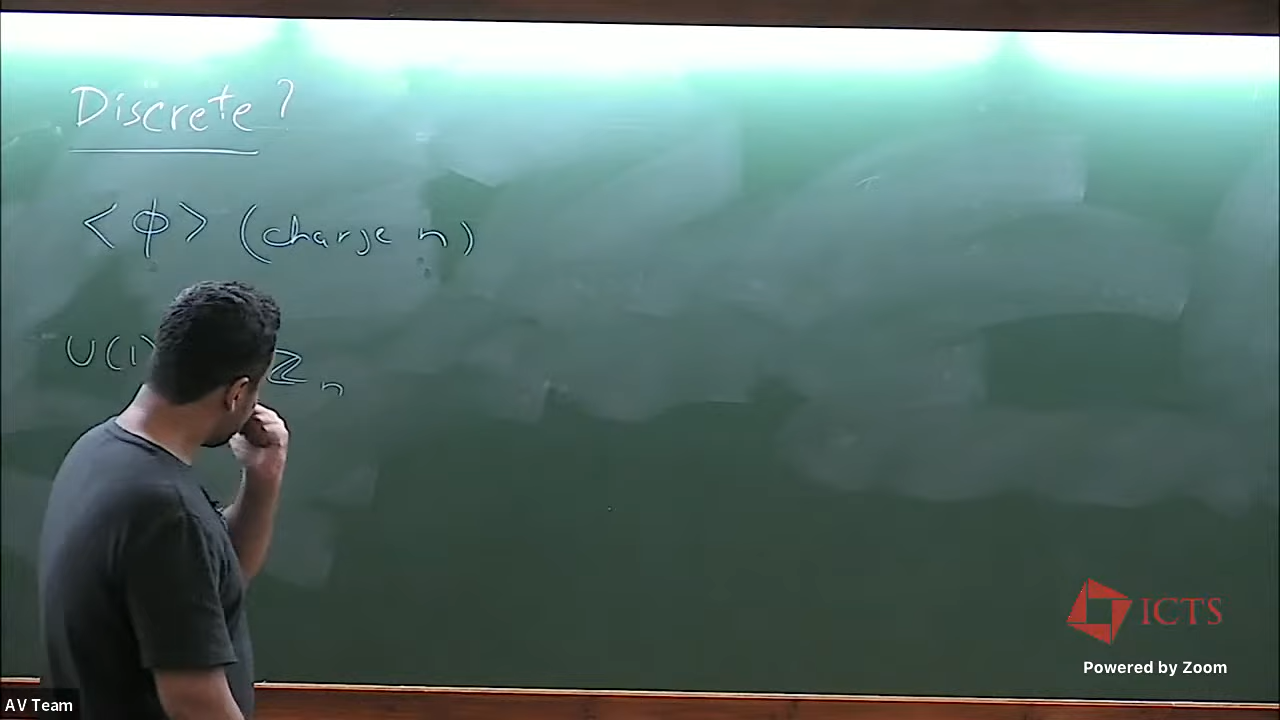 Discrete?
<φ> (charge n)
U(1) ℤn
ICTS
Powered by Zoom
AV Team